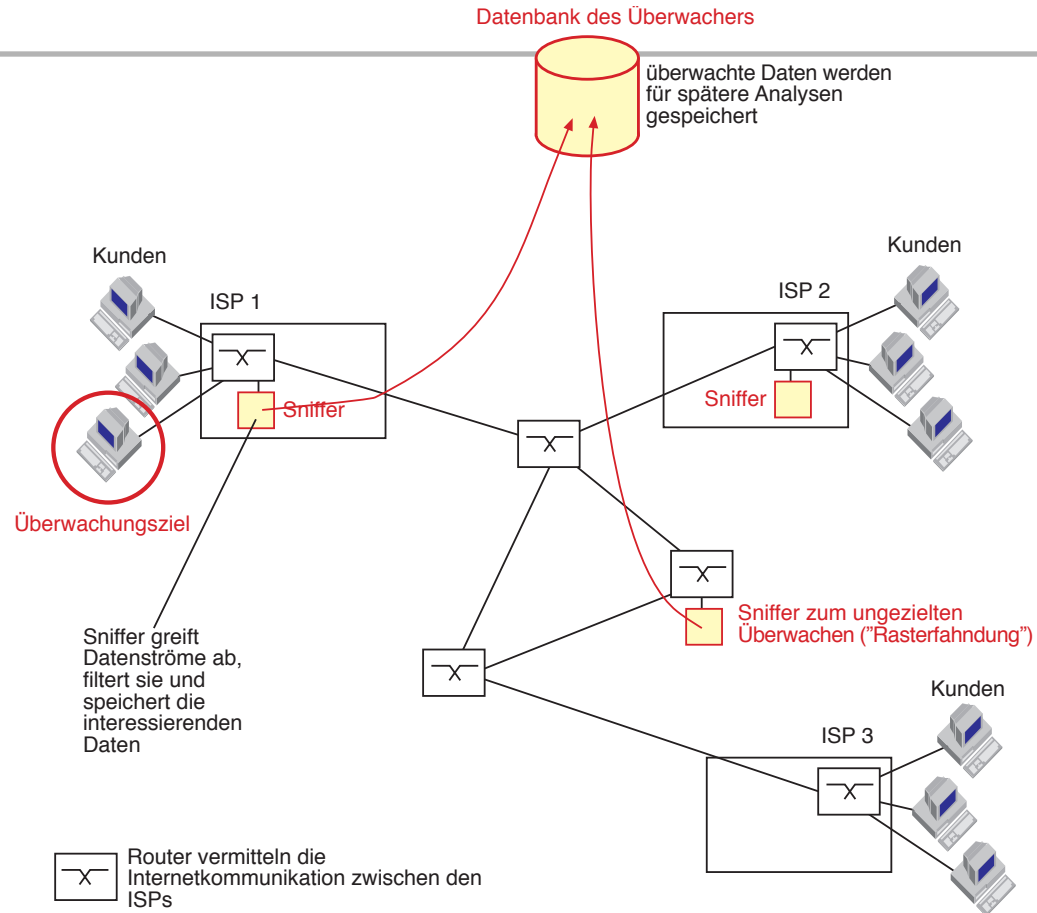 Datenbank des Überwachers
überwachte Daten werden
für spätere Analysen
gespeichert
Kunden
Kunden
ISP 1
ISP 2
Sniffer
Sniffer
Überwachungsziel
Sniffer zum ungezielten
Überwachen (”Rasterfahndung”)
Sniffer greift
Datenströme ab,
filtert sie und
speichert die
interessierenden
Daten
Kunden
ISP 3
Router vermitteln die
Internetkommunikation zwischen den
ISPs